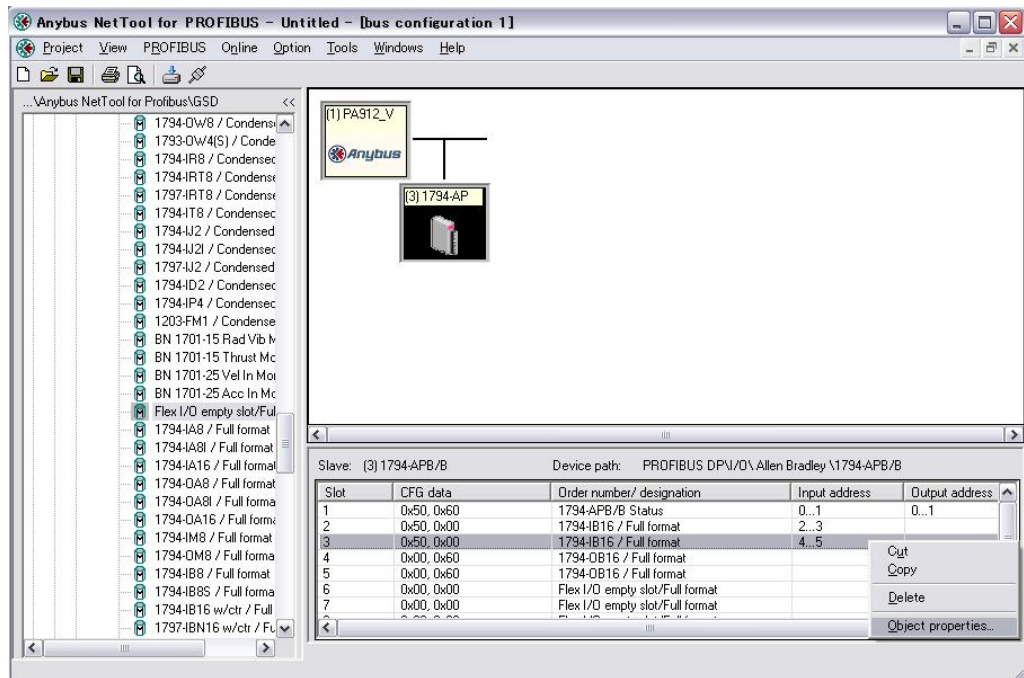 Anybus NetTool for PROFIBUS - Untitled - [bus configuration 1]
Project View PROFIBUS Online Option Tools Windows Help
...\Anybus NetTool for Profibus\GSD <<
1794-OW8 / Condens
1793-OW4(S) / Conde
1794-IR8 / Condensed
1794-IRT8 / Condense
1797-IRT8 / Condense
1794-IT8 / Condensed
1794-IJ2 / Condensed
1794-IJ2I / Condensec
1797-IJ2 / Condensed
1794-ID2 / Condensed
1794-IP4 / Condensec
1203-FM1 / Condense
BN 1701-15 Rad Vib M
BN 1701-15 Thrust Mc
BN 1701-25 Vel In Mor
BN 1701-25 Acc In Mc
Flex I/O empty slot/Ful
1794-IA8 / Full format
1794-IA8I / Full format
1794-IA16 / Full format
1794-OA8 / Full format
1794-OA8I / Full forma
1794-OA16 / Full forma
1794-IM8 / Full format
1794-OM8 / Full forma
1794-IB8 / Full format
1794-IB8S / Full forma
1794-IB16 w/ctr / Full
1797-IBN16 w/ctr / Fu
(1) PA912_V
Anybus
(3) 1794-AP
Slave: (3) 1794-APB/B Device path: PROFIBUS DP\I/O\ Allen Bradley \1794-APB/B
Slot CFG data Order number/ designation Input address Output address
1 0x50, 0x60 1794-APB/B Status 0...1 0...1
2 0x50, 0x00 1794-IB16 / Full format 2...3
3 0x50, 0x00 1794-IB16 / Full format 4...5
4 0x00, 0x60 1794-OB16 / Full format
5 0x00, 0x60 1794-OB16 / Full format
6 0x00, 0x00 Flex I/O empty slot/Full format
7 0x00, 0x00 Flex I/O empty slot/Full format
Cut
Copy
Delete
Object properties...